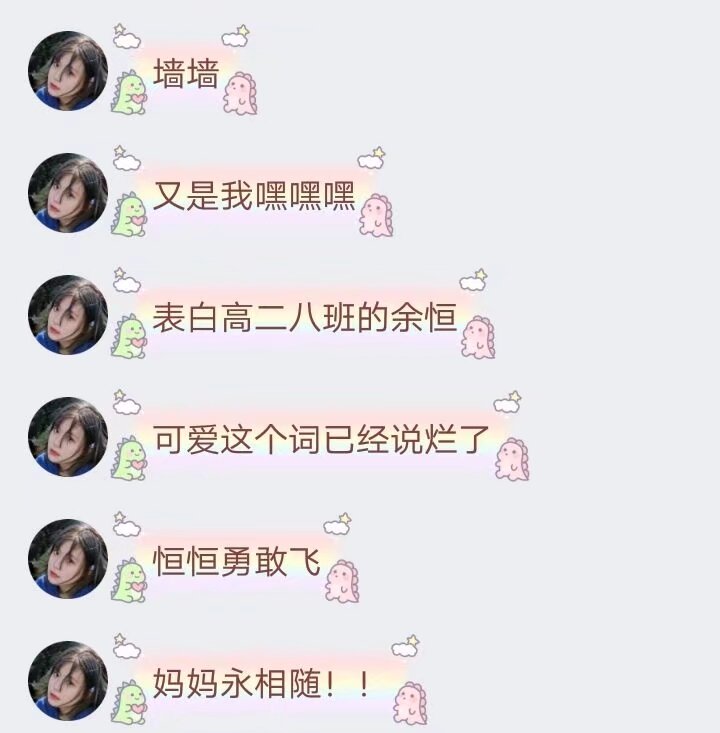 墙墙
又是我嘿嘿嘿
表白高二八班的余恒
可爱这个词已经说烂了
恒恒勇敢飞
妈妈永相随！！